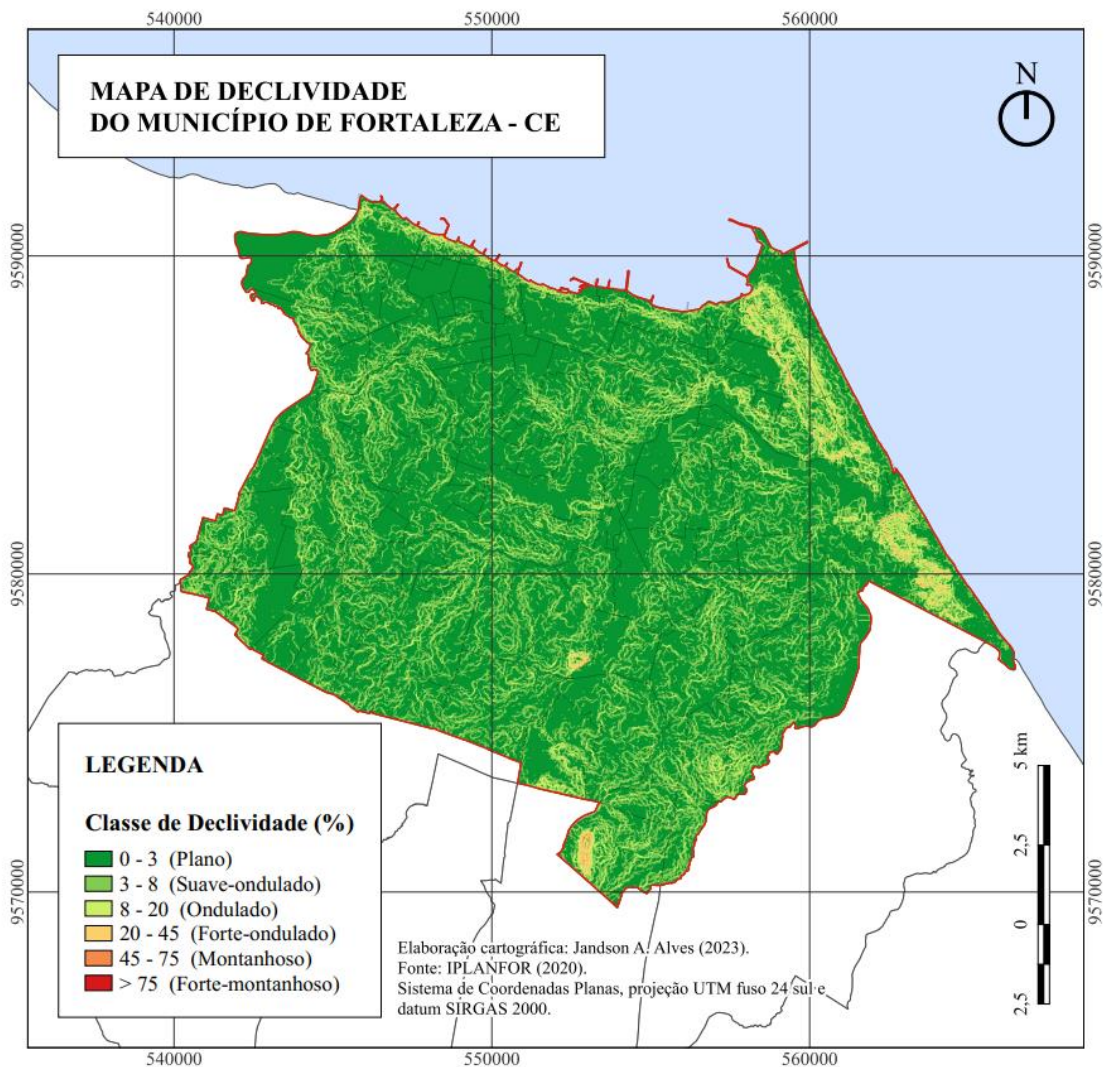 540000
550000
560000
MAPA DE DECLIVIDADE
DO MUNICÍPIO DE FORTALEZA - CE
N
9590000
9590000
9580000
9580000
LEGENDA
Classe de Declividade (%)
0 - 3 (Plano)
3 - 8 (Suave-ondulado)
8 - 20 (Ondulado)
20 - 45 (Forte-ondulado)
45 - 75 (Montanhoso)
> 75 (Forte-montanhoso)
5 km
2,5
0
2,5
9570000
9570000
Elaboração cartográfica: Jandson A. Alves (2023).
Fonte: IPLANFOR (2020).
Sistema de Coordenadas Planas, projeção UTM fuso 24 sul e
datum SIRGAS 2000.
540000
550000
560000